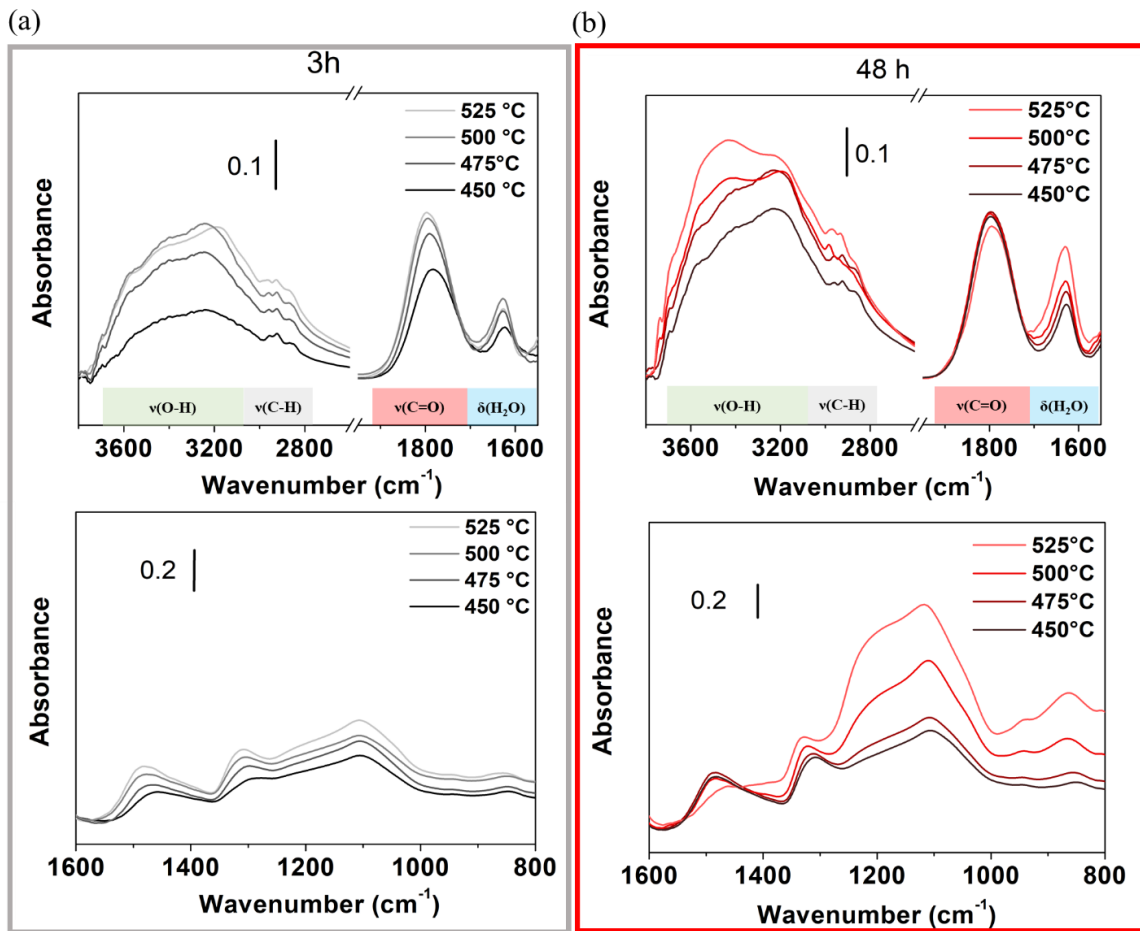 (a)
3h
525 °C
500 °C
475°C
450 °C
0.1
Absorbance
ν(O-H)
ν(C-H)
ν(C=O)
δ(H₂O)
3600 3200 2800 1800 1600
Wavenumber (cm⁻¹)
525 °C
500 °C
475 °C
450 °C
0.2
Absorbance
1600 1400 1200 1000 800
Wavenumber (cm⁻¹)
(b)
48 h
525°C
500°C
475°C
450°C
0.1
Absorbance
ν(O-H)
ν(C-H)
ν(C=O)
δ(H₂O)
3600 3200 2800 1800 1600
Wavenumber (cm⁻¹)
525°C
500°C
475°C
450°C
0.2
Absorbance
1600 1400 1200 1000 800
Wavenumber (cm⁻¹)